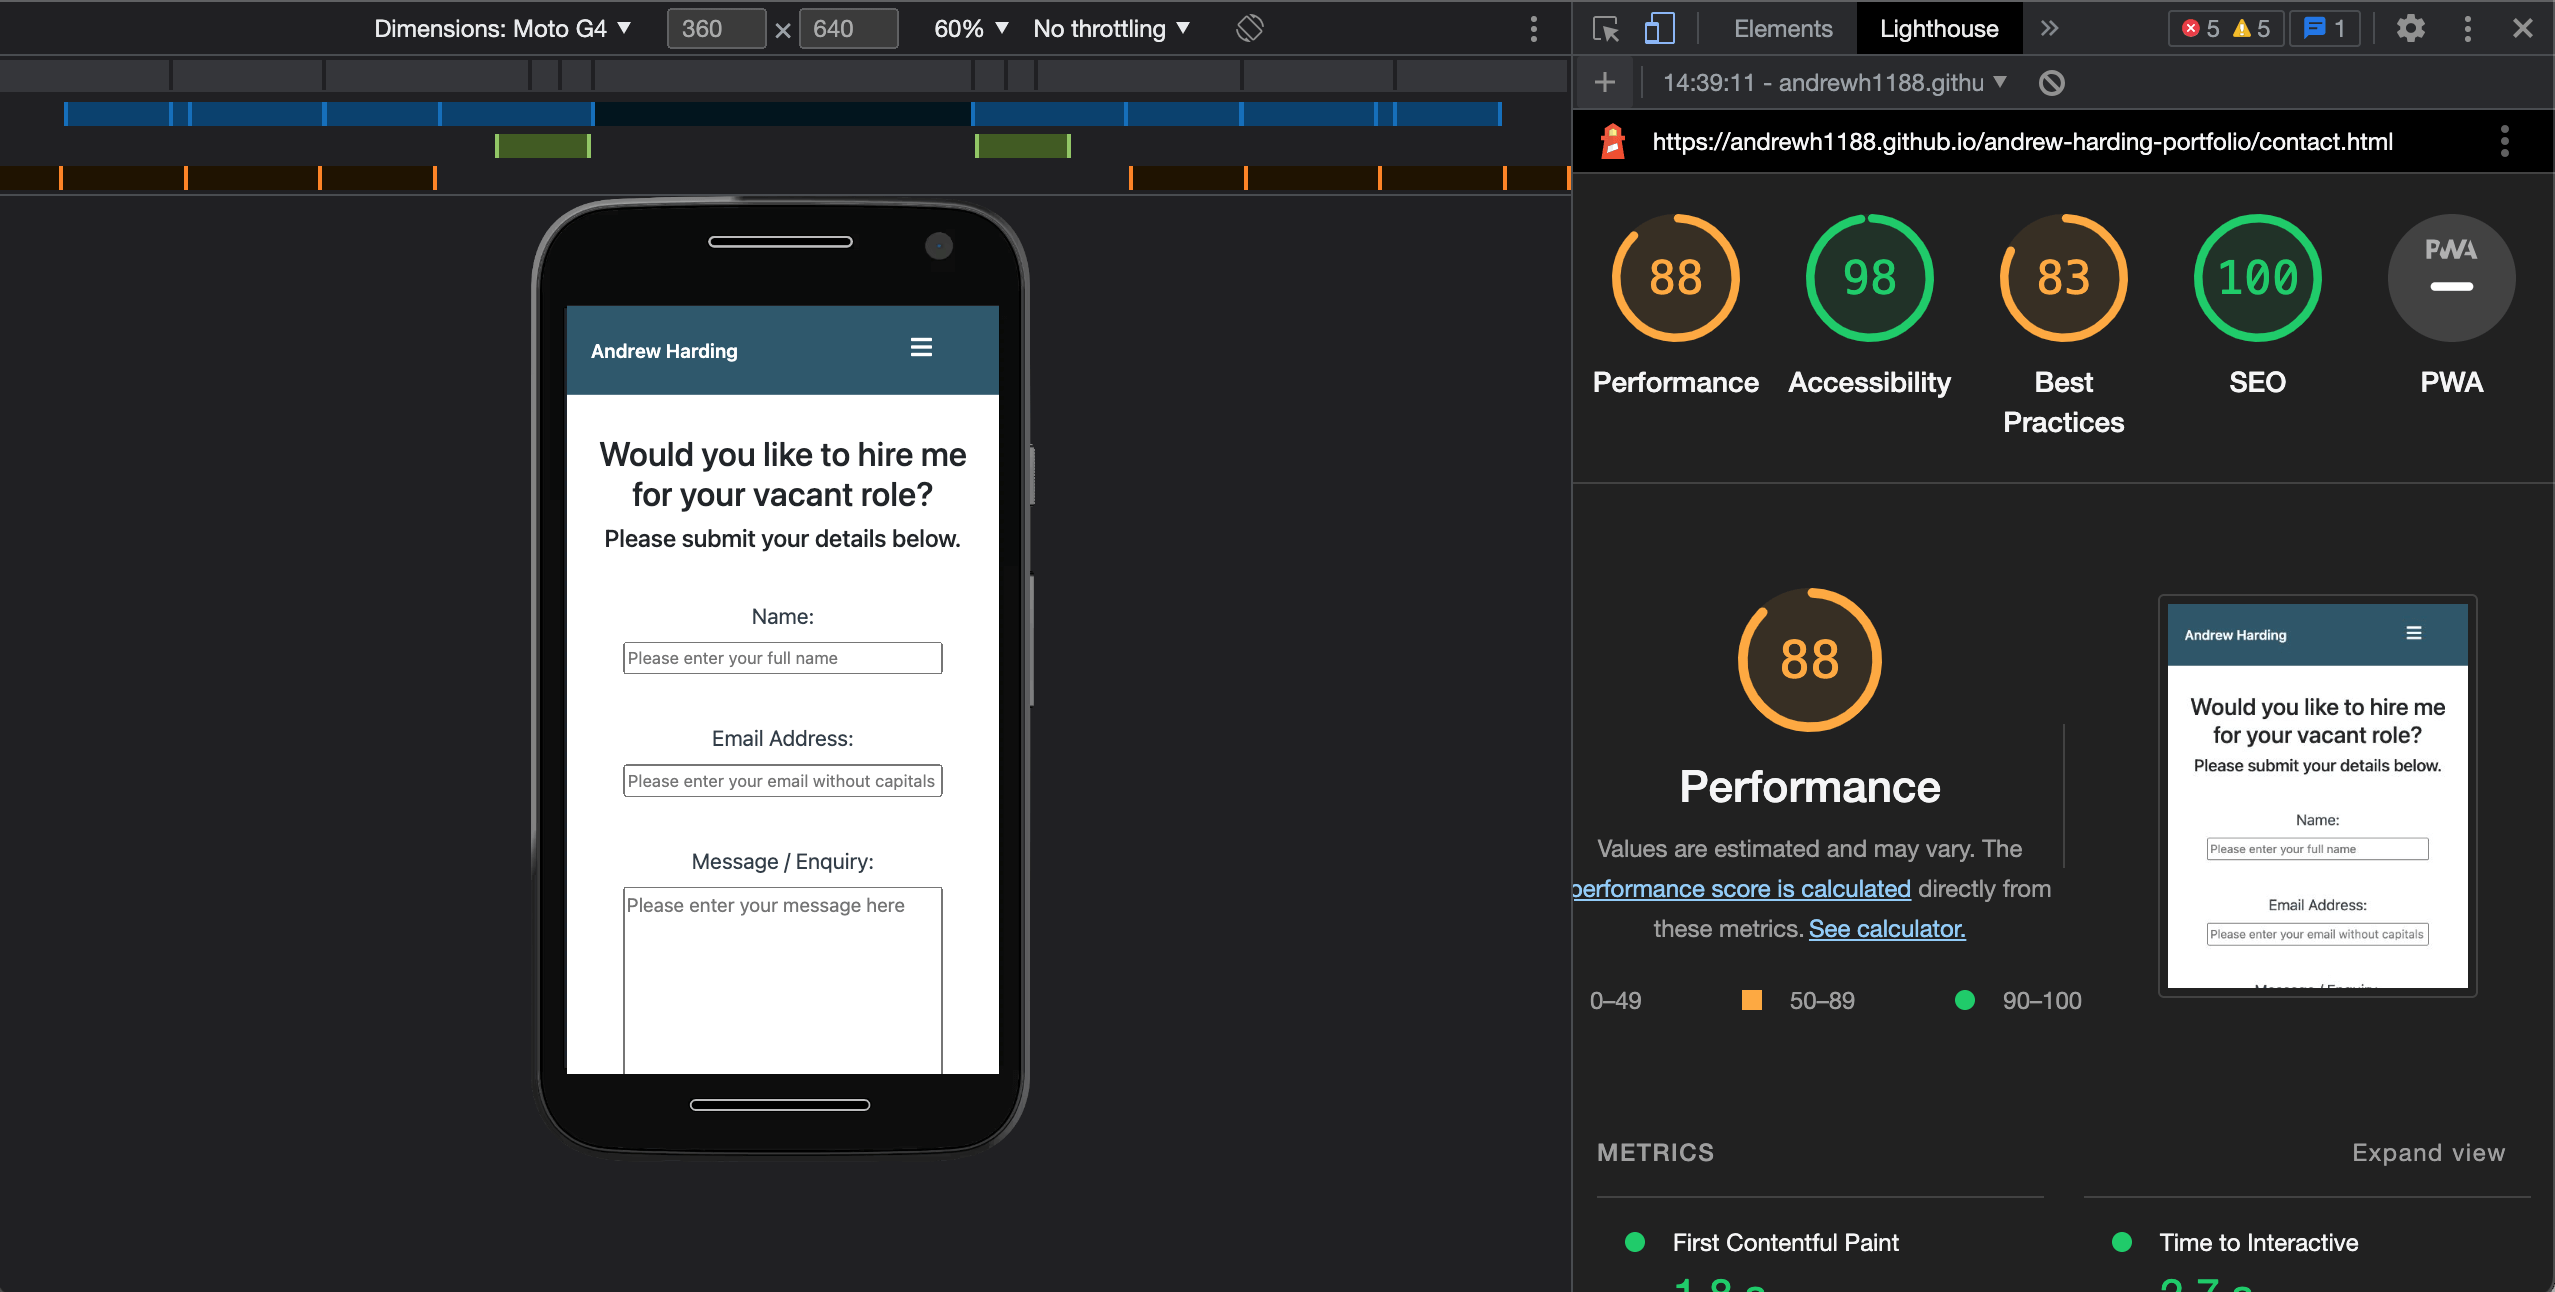 Dimensions: Moto G4 ▼ 360 × 640 60% ▼ No throttling ▼
Elements Lighthouse » 5 5 1
+ 14:39:11 - andrewh1188.githu ▼
https://andrewh1188.github.io/andrew-harding-portfolio/contact.html
88 98 83 100 PWA
Performance Accessibility Best Practices SEO PWA
Andrew Harding
Would you like to hire me
for your vacant role?
Please submit your details below.
Name:
Please enter your full name
Email Address:
Please enter your email without capitals
Message / Enquiry:
Please enter your message here
88
Performance
Values are estimated and may vary. The
performance score is calculated directly from
these metrics. See calculator.
0–49 50–89 90–100
Andrew Harding
Would you like to hire me
for your vacant role?
Please submit your details below.
Name:
Please enter your full name
Email Address:
Please enter your email without capitals
Message / Enquiry:
METRICS Expand view
First Contentful Paint Time to Interactive
1.8 s 2.7 s